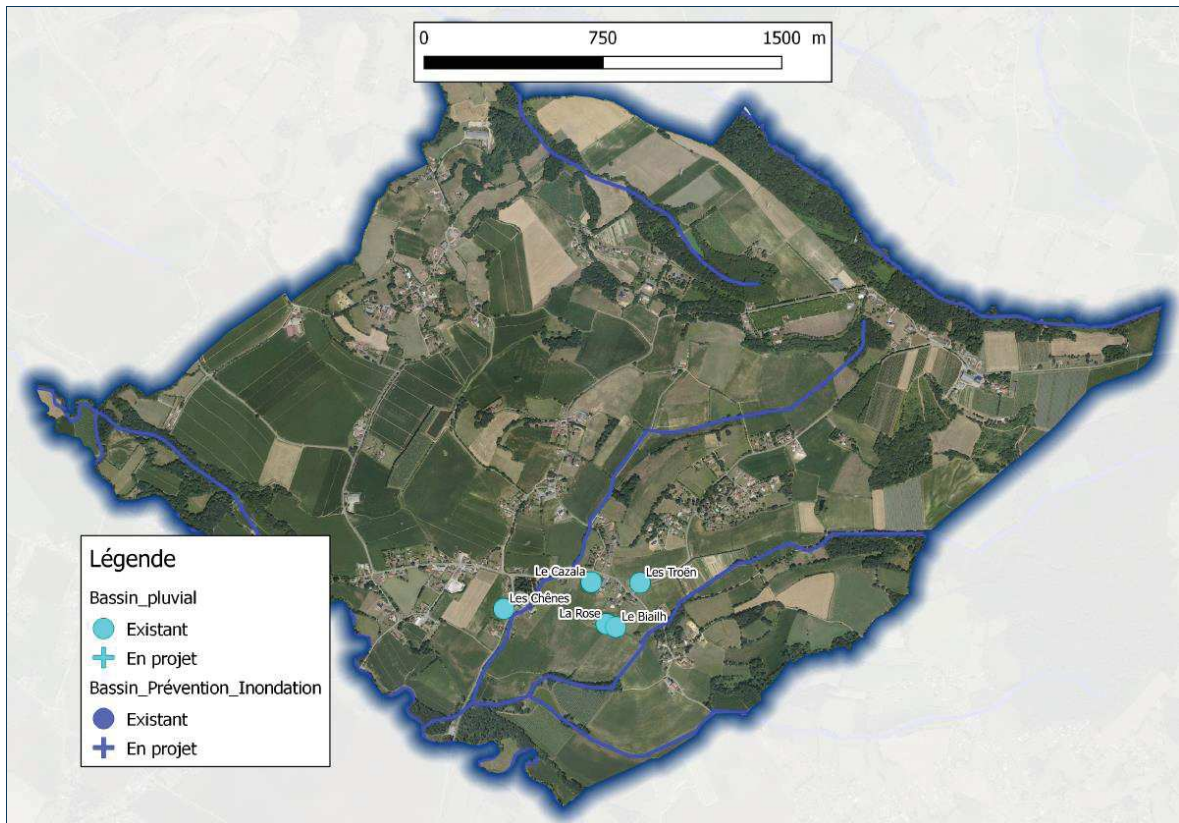 0 750 1500 m
Le Cazala Les Troën
Les Chênes
La Rose Le Biailh
Légende
Bassin_pluvial
Existant
En projet
Bassin_Prévention_Inondation
Existant
En projet